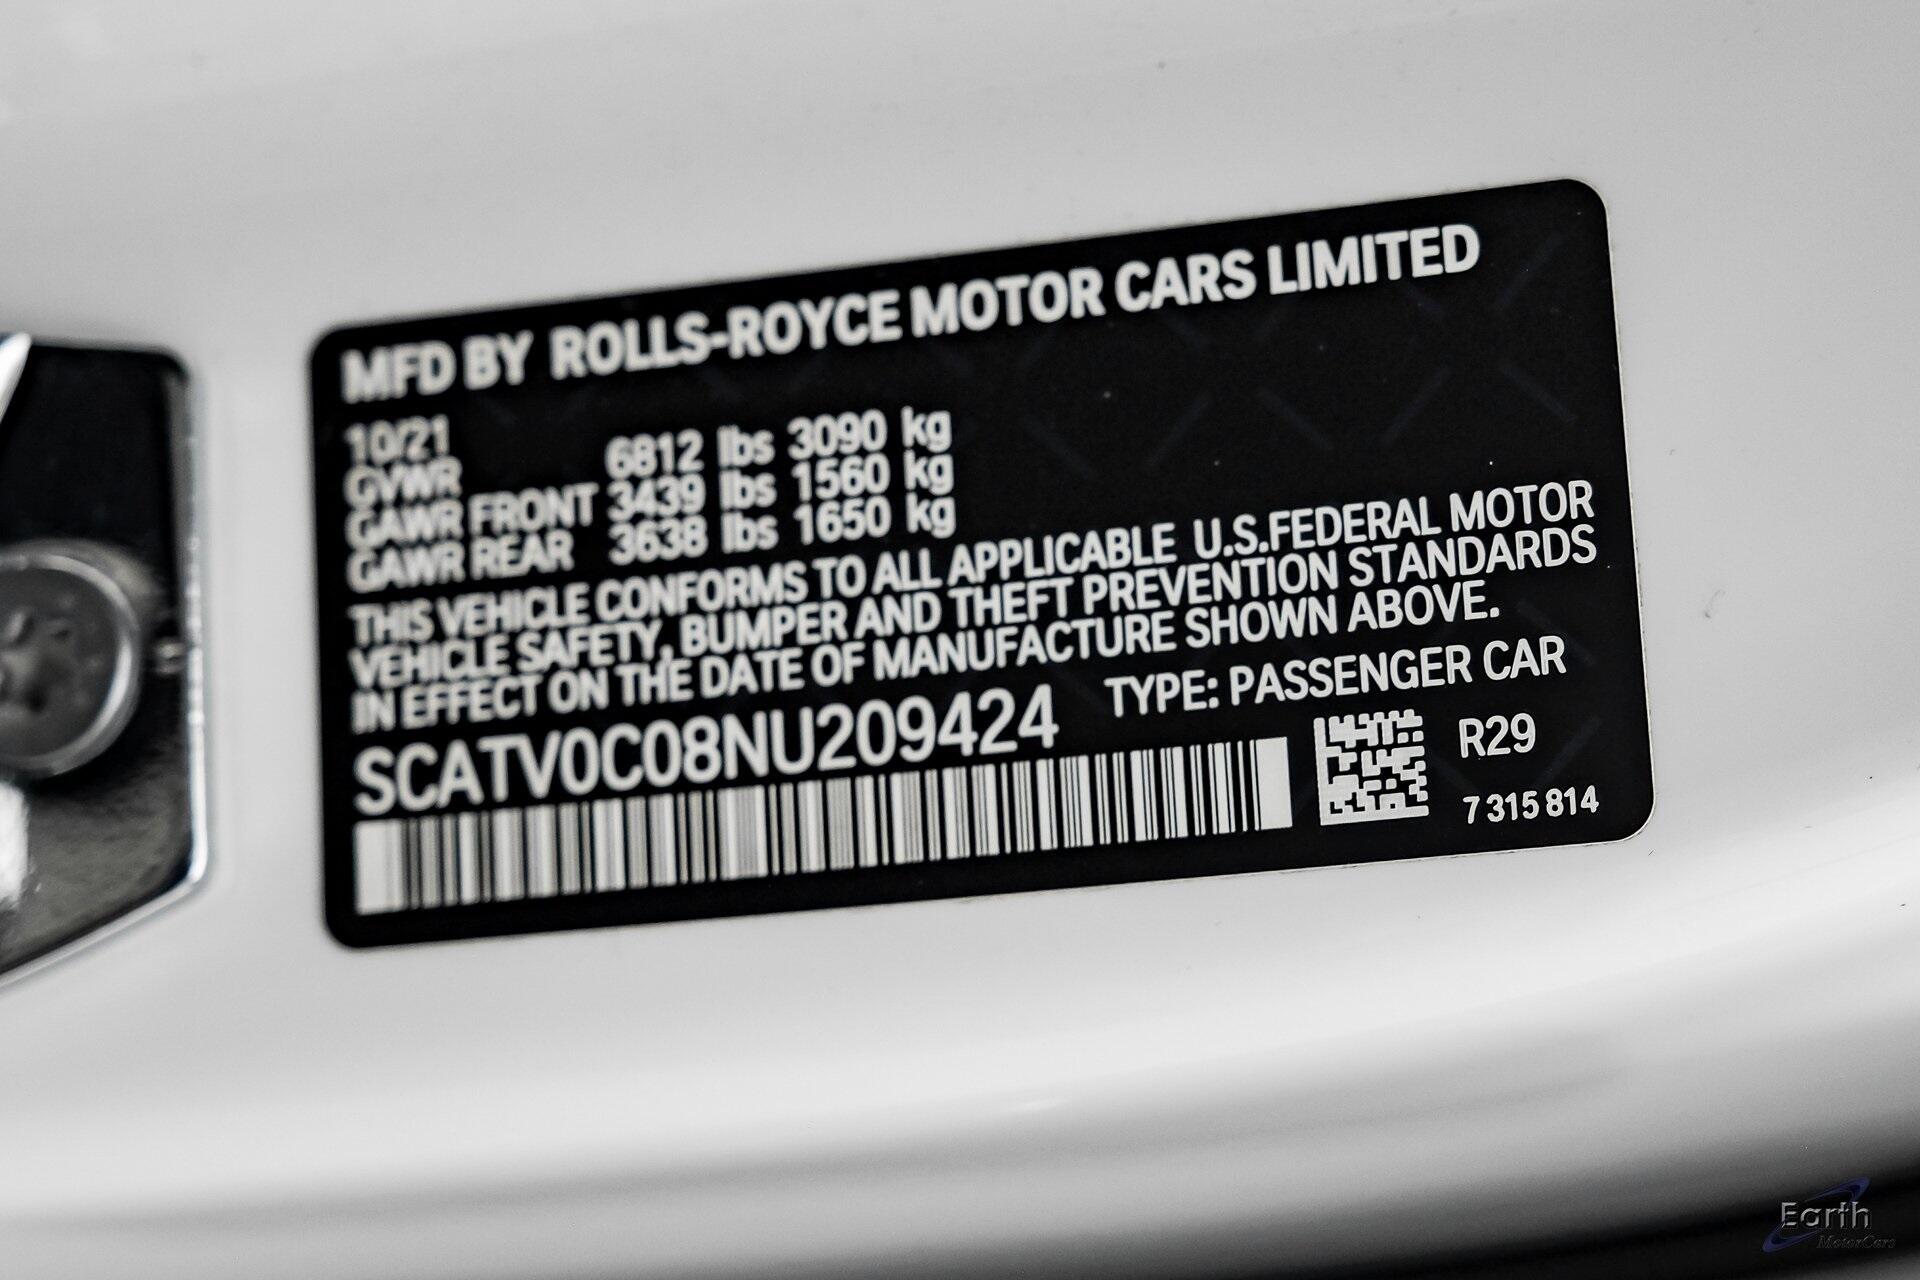 MFD BY ROLLS-ROYCE MOTOR CARS LIMITED
10/21
GVWR 6812 lbs 3090 kg
GAWR FRONT 3439 lbs 1560 kg
GAWR REAR 3638 lbs 1650 kg
THIS VEHICLE CONFORMS TO ALL APPLICABLE U.S.FEDERAL MOTOR
VEHICLE SAFETY, BUMPER AND THEFT PREVENTION STANDARDS
IN EFFECT ON THE DATE OF MANUFACTURE SHOWN ABOVE.
SCATV0C08NU209424 TYPE: PASSENGER CAR
R29
7 315 814
Earth
MotorCars